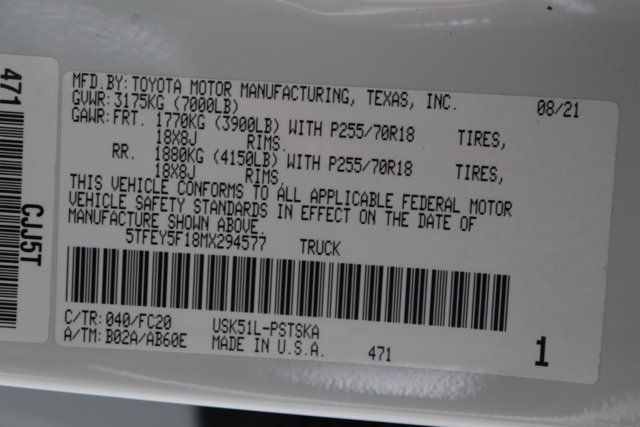 MFD.BY: TOYOTA MOTOR MANUFACTURING, TEXAS, INC. 08/21
GVWR: 3175KG (7000LB)
GAWR: FRT. 1770KG (3900LB) WITH P255/70R18 TIRES,
18X8J RIMS.
RR. 1880KG (4150LB) WITH P255/70R18 TIRES,
18X8J RIMS.
THIS VEHICLE CONFORMS TO ALL APPLICABLE FEDERAL MOTOR
VEHICLE SAFETY STANDARDS IN EFFECT ON THE DATE OF
MANUFACTURE SHOWN ABOVE.
5TFEY5F18MX294577 TRUCK
C/TR: 040/FC20 USK51L-PSTSKA
A/TM: B02A/AB60E MADE IN U.S.A. 471 1
471 CJJ5T